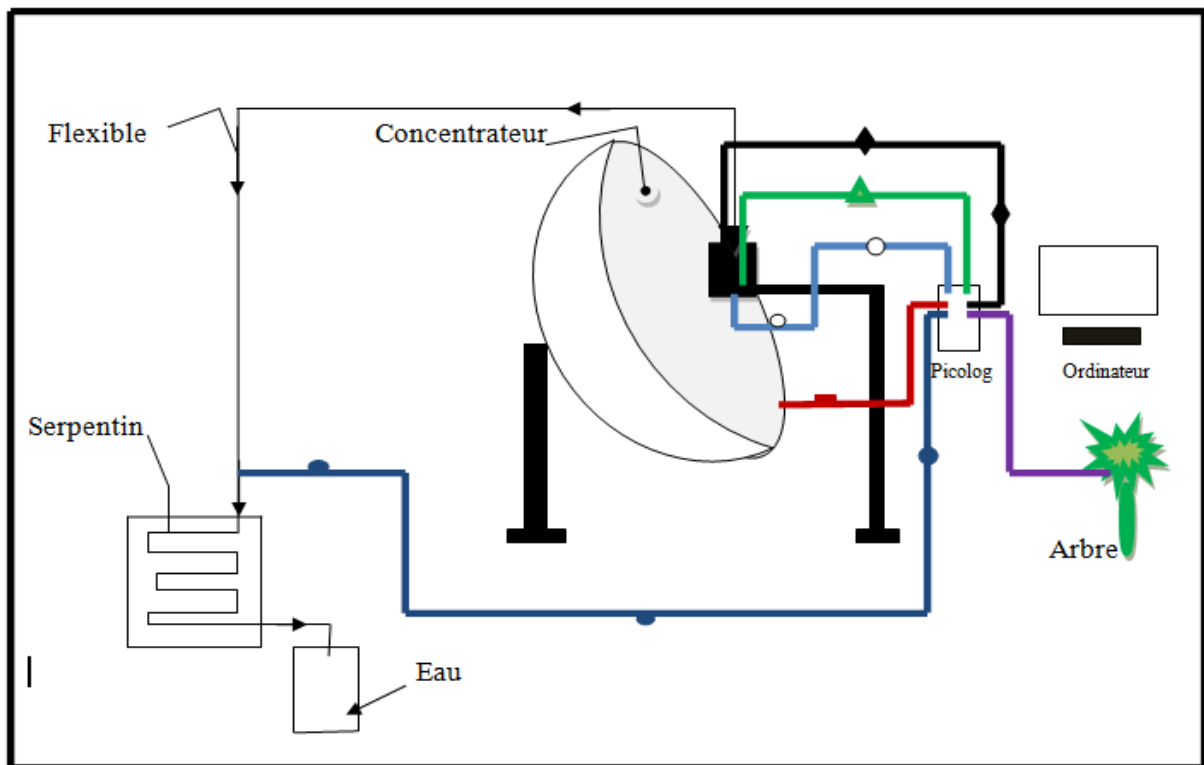 Flexible
Concentrateur
Picolog
Ordinateur
Serpentin
Arbre
Eau